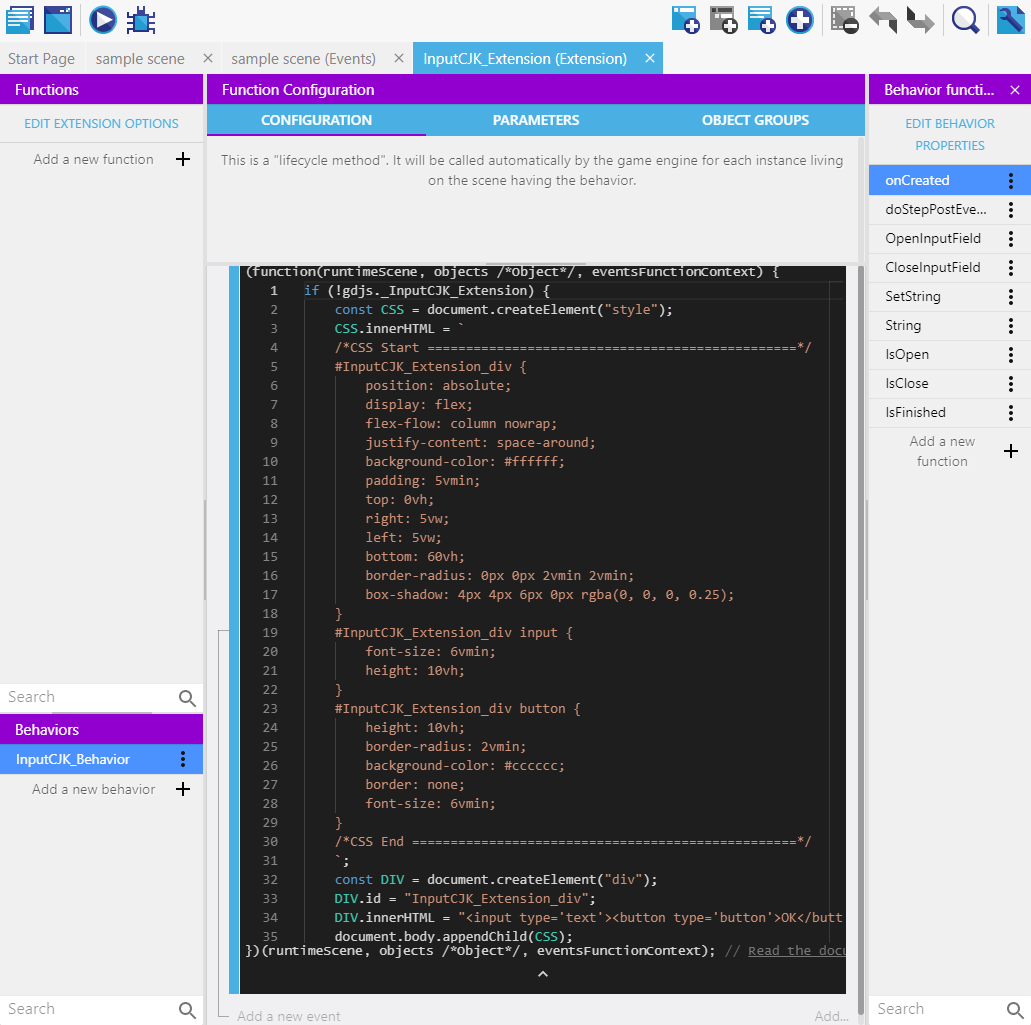 Start Page
sample scene
sample scene (Events)
InputCJK_Extension (Extension)
Functions
EDIT EXTENSION OPTIONS
Add a new function
Search
Behaviors
InputCJK_Behavior
Add a new behavior
Search
Function Configuration
CONFIGURATION
PARAMETERS
OBJECT GROUPS
This is a "lifecycle method". It will be called automatically by the game engine for each instance living
on the scene having the behavior.
(function(runtimeScene, objects /*Object*/, eventsFunctionContext) {
1 if (!gdjs._InputCJK_Extension) {
2 const CSS = document.createElement("style");
3 CSS.innerHTML = `
4 /*CSS Start ================================================*/
5 #InputCJK_Extension_div {
6 position: absolute;
7 display: flex;
8 flex-flow: column nowrap;
9 justify-content: space-around;
10 background-color: #ffffff;
11 padding: 5vmin;
12 top: 0vh;
13 right: 5vw;
14 left: 5vw;
15 bottom: 60vh;
16 border-radius: 0px 0px 2vmin 2vmin;
17 box-shadow: 4px 4px 6px 0px rgba(0, 0, 0, 0.25);
18 }
19 #InputCJK_Extension_div input {
20 font-size: 6vmin;
21 height: 10vh;
22 }
23 #InputCJK_Extension_div button {
24 height: 10vh;
25 border-radius: 2vmin;
26 background-color: #cccccc;
27 border: none;
28 font-size: 6vmin;
29 }
30 /*CSS End ==================================================*/
31 `;
32 const DIV = document.createElement("div");
33 DIV.id = "InputCJK_Extension_div";
34 DIV.innerHTML = "<input type='text'><button type='button'>OK</butt
35 document.body.appendChild(CSS);
})(runtimeScene, objects /*Object*/, eventsFunctionContext); // Read the docu
Add a new event
Add...
Behavior functi...
EDIT BEHAVIOR
PROPERTIES
onCreated
doStepPostEve...
OpenInputField
CloseInputField
SetString
String
IsOpen
IsClose
IsFinished
Add a new
function
Search